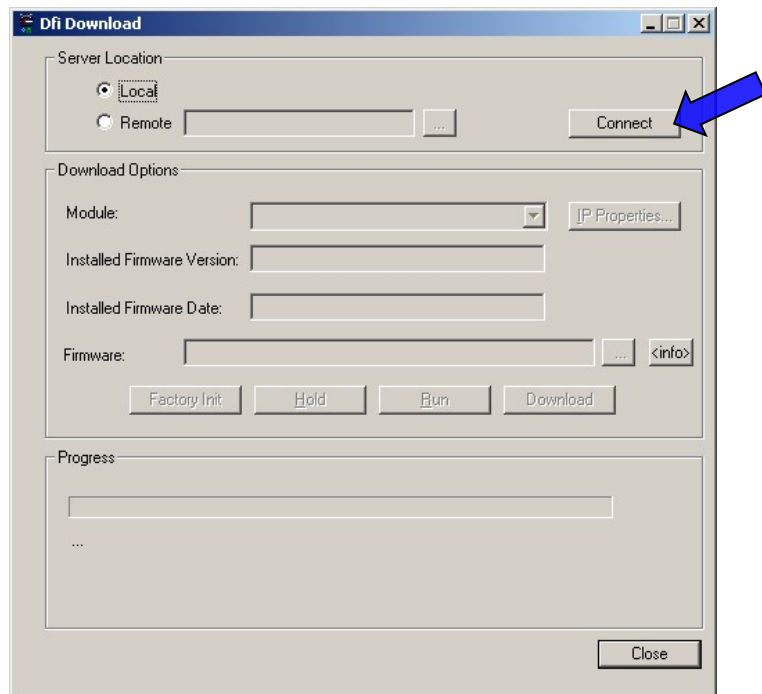 Dfi Download
Server Location
Local
Remote ... Connect
Download Options
Module: IP Properties...
Installed Firmware Version:
Installed Firmware Date:
Firmware: ... <info>
Factory Init Hold Run Download
Progress
...
Close